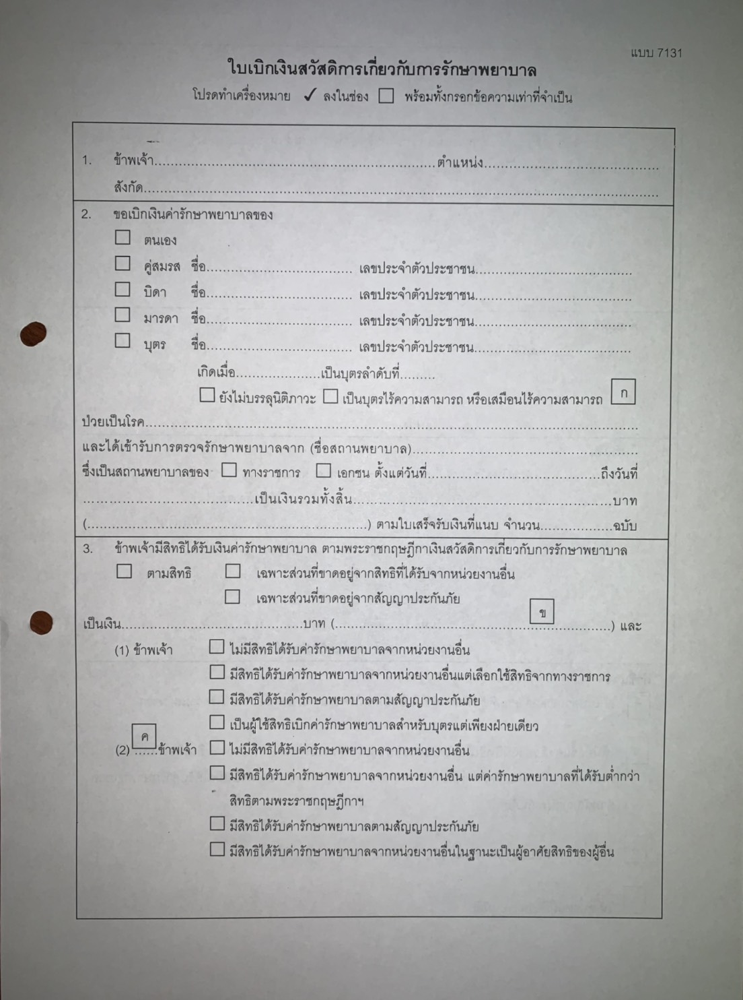 แบบ 7131
ใบเบิกเงินสวัสดิการเกี่ยวกับการรักษาพยาบาล
โปรดทำเครื่องหมาย ✓ ลงในช่อง ☐ พร้อมทั้งกรอกข้อความเท่าที่จำเป็น
1. ข้าพเจ้า..........ตำแหน่ง..........
สังกัด..........
2. ขอเบิกเงินค่ารักษาพยาบาลของ
☐ ตนเอง
☐ คู่สมรส ชื่อ.......... เลขประจำตัวประชาชน..........
☐ บิดา ชื่อ.......... เลขประจำตัวประชาชน..........
☐ มารดา ชื่อ.......... เลขประจำตัวประชาชน..........
☐ บุตร ชื่อ.......... เลขประจำตัวประชาชน..........
เกิดเมื่อ..........เป็นบุตรลำดับที่.........
☐ ยังไม่บรรลุนิติภาวะ ☐ เป็นบุตรไร้ความสามารถ หรือเสมือนไร้ความสามารถ ก
ป่วยเป็นโรค..........
และได้เข้ารับการตรวจรักษาพยาบาลจาก (ชื่อสถานพยาบาล)..........
ซึ่งเป็นสถานพยาบาลของ ☐ ทางราชการ ☐ เอกชน ตั้งแต่วันที่..........ถึงวันที่
..........เป็นเงินรวมทั้งสิ้น..........บาท
(..........) ตามใบเสร็จรับเงินที่แนบ จำนวน..........ฉบับ
3. ข้าพเจ้ามีสิทธิได้รับเงินค่ารักษาพยาบาล ตามพระราชกฤษฎีกาเงินสวัสดิการเกี่ยวกับการรักษาพยาบาล
☐ ตามสิทธิ ☐ เฉพาะส่วนที่ขาดอยู่จากสิทธิที่ได้รับจากหน่วยงานอื่น
☐ เฉพาะส่วนที่ขาดอยู่จากสัญญาประกันภัย
เป็นเงิน..........บาท (.......... ข ..........) และ
(1) ข้าพเจ้า ☐ ไม่มีสิทธิได้รับค่ารักษาพยาบาลจากหน่วยงานอื่น
☐ มีสิทธิได้รับค่ารักษาพยาบาลจากหน่วยงานอื่นแต่เลือกใช้สิทธิจากทางราชการ
☐ มีสิทธิได้รับค่ารักษาพยาบาลตามสัญญาประกันภัย
☐ เป็นผู้ใช้สิทธิเบิกค่ารักษาพยาบาลสำหรับบุตรแต่เพียงฝ่ายเดียว
ค
(2) ......ข้าพเจ้า ☐ ไม่มีสิทธิได้รับค่ารักษาพยาบาลจากหน่วยงานอื่น
☐ มีสิทธิได้รับค่ารักษาพยาบาลจากหน่วยงานอื่น แต่ค่ารักษาพยาบาลที่ได้รับต่ำกว่า
สิทธิตามพระราชกฤษฎีกาฯ
☐ มีสิทธิได้รับค่ารักษาพยาบาลตามสัญญาประกันภัย
☐ มีสิทธิได้รับค่ารักษาพยาบาลจากหน่วยงานอื่นในฐานะเป็นผู้อาศัยสิทธิของผู้อื่น